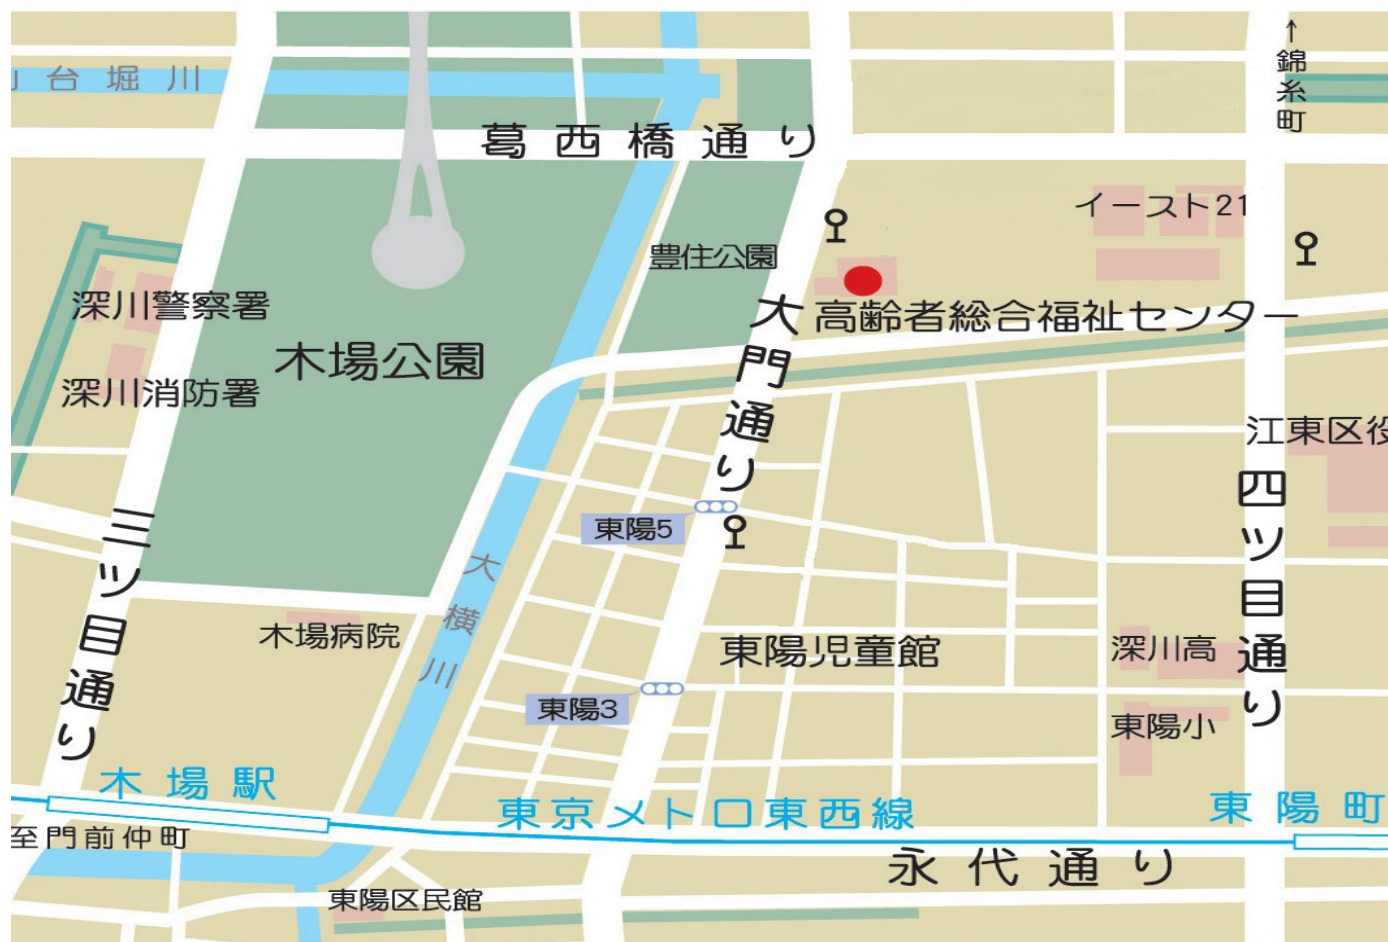 ↑錦糸町
台堀川
葛西橋通り
イースト21
豊住公園
深川警察署
高齢者総合福祉センター
大門通り
木場公園
深川消防署
江東区役
四ツ目通り
三ツ目通り
東陽5
大横川
木場病院
東陽児童館
深川高
東陽3
東陽小
木場駅
東京メトロ東西線
東陽町
至門前仲町
永代通り
東陽区民館